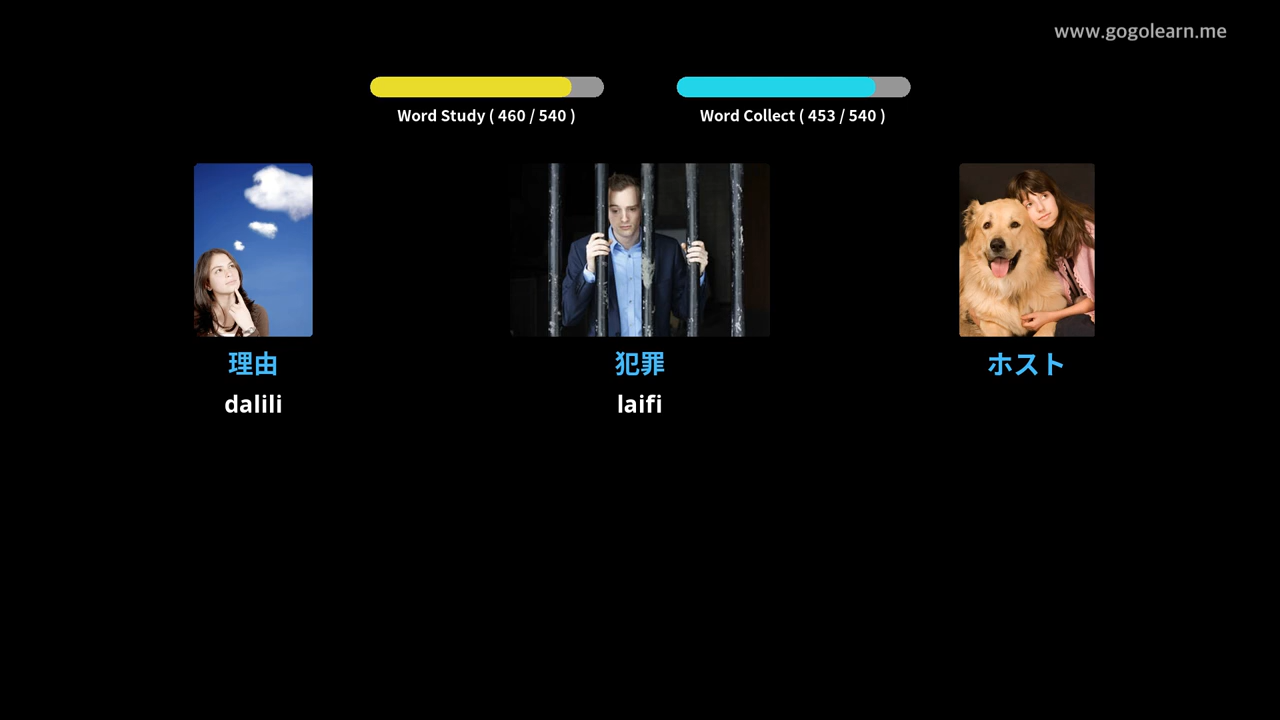 www.gogolearn.me
Word Study ( 460 / 540 )
Word Collect ( 453 / 540 )
理由
犯罪
ホスト
dalili
laifi